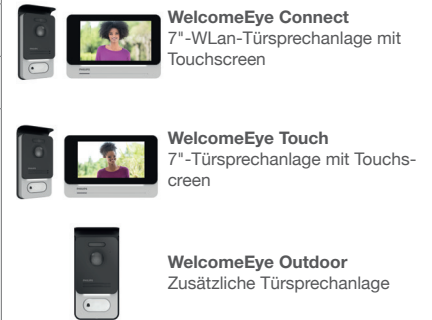 WelcomeEye Connect
7"-WLan-Türsprechanlage mit
Touchscreen
WelcomeEye Touch
7"-Türsprechanlage mit Touchs-
creen
WelcomeEye Outdoor
Zusätzliche Türsprechanlage